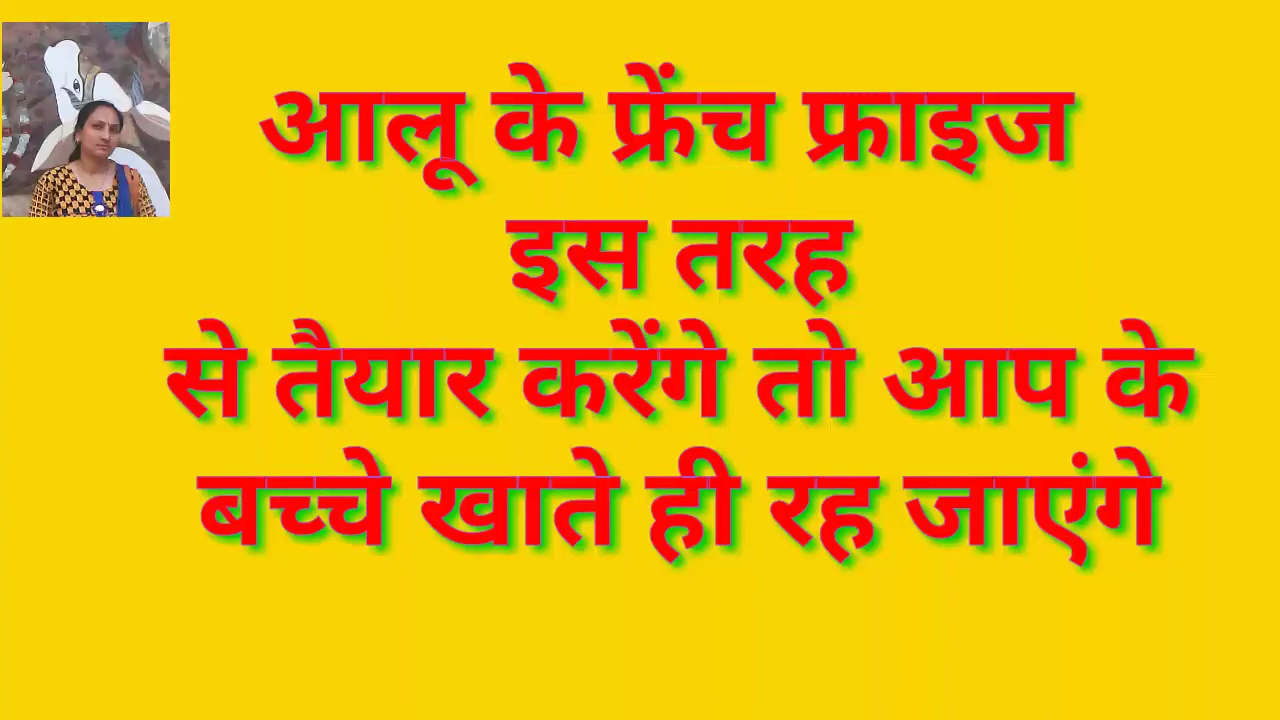 आलू के फ्रेंच फ्राइज
इस तरह
से तैयार करेंगे तो आप के
बच्चे खाते ही रह जाएंगे